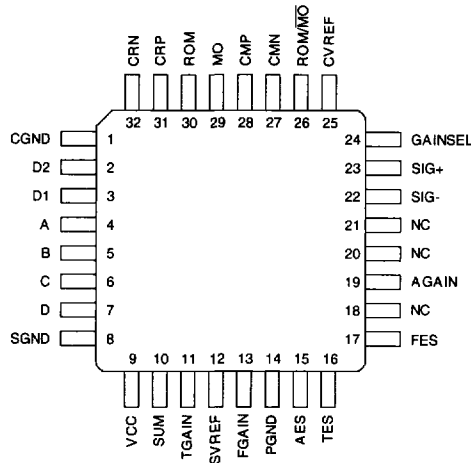 CRN CRP ROM MO CMP CMN ROM/MO CVREF
32 31 30 29 28 27 26 25
CGND 1 24 GAINSEL
D2 2 23 SIG+
D1 3 22 SIG-
A 4 21 NC
B 5 20 NC
C 6 19 AGAIN
D 7 18 NC
SGND 8 17 FES
9 10 11 12 13 14 15 16
VCC SUM TGAIN SVREF FGAIN PGND AES TES